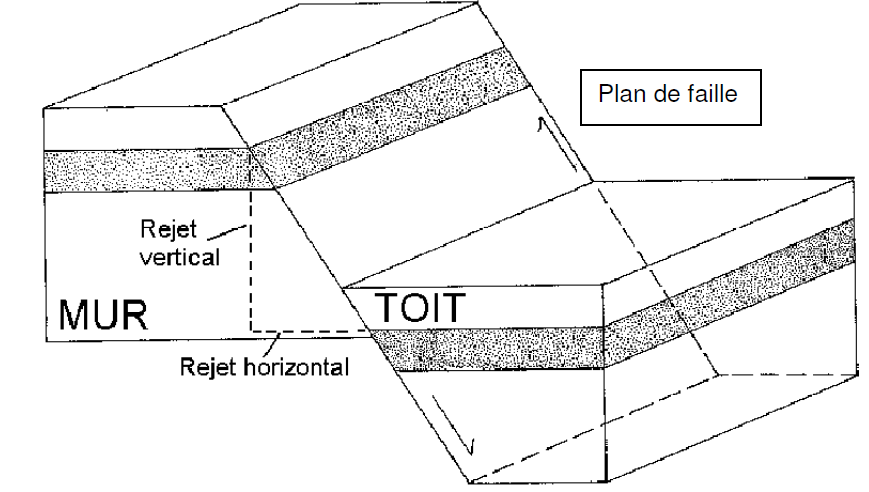 Plan de faille
Rejet
vertical
MUR
TOIT
Rejet horizontal